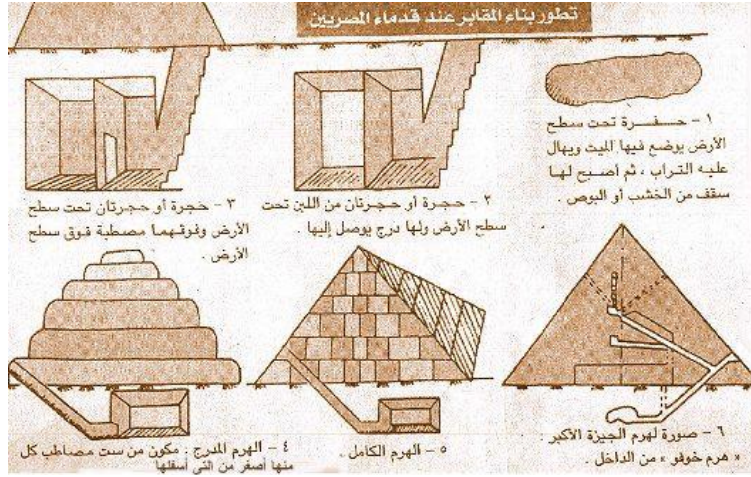 تطور بناء المقابر عند قدماء المصريين
١ - حفرة تحت سطح
الأرض يوضع فيها الميت ويهال
عليه التراب ، ثم أصبح لها
سقف من الخشب أو البوص .
٢ - حجرة أو حجرتان من اللبن تحت
سطح الأرض ولها درج يوصل إليها .
٣ - حجرة أو حجرتان تحت سطح
الأرض وفوقهما مصطبة فوق سطح
الأرض .
٤ - الهرم المدرج : مكون من ست مصاطب كل
منها أصغر من التى أسفلها
٥ - الهرم الكامل .
٦ - صورة لهرم الجيزة الأكبر .
« هرم خوفو » من الداخل .